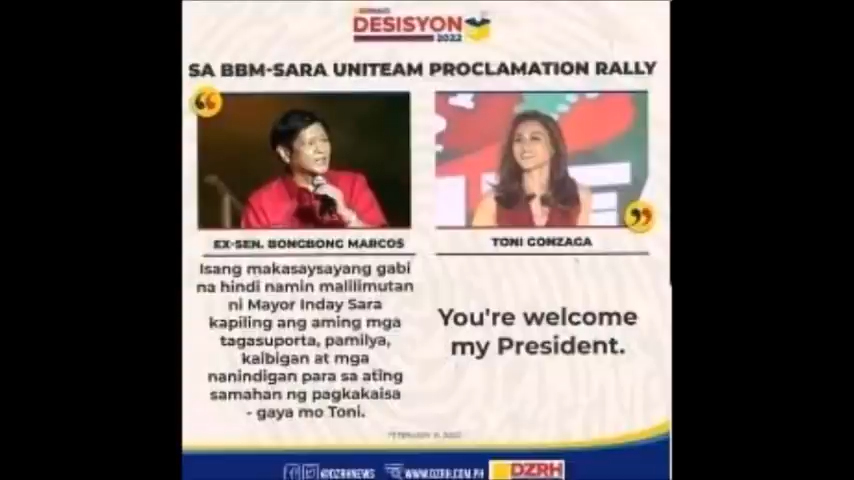 DESISYON
2022
SA BBM-SARA UNITEAM PROCLAMATION RALLY
EX-SEN. BONGBONG MARCOS
Isang makasaysayang gabi
na hindi namin malilimutan
ni Mayor Inday Sara
kapiling ang aming mga
tagasuporta, pamilya,
kaibigan at mga
nanindigan para sa ating
samahan ng pagkakaisa
- gaya mo Toni.
TONI GONZAGA
You're welcome
my President.
@DZRHNEWS
WWW.DZRH.COM.PH
DZRH